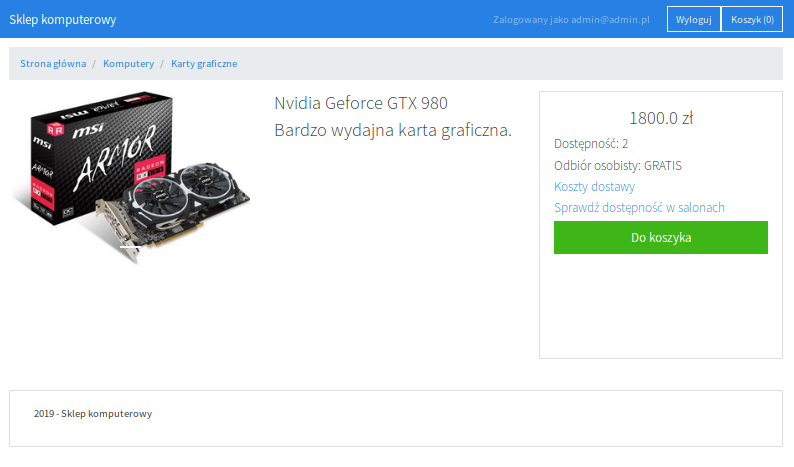 Sklep komputerowy
Zalogowany jako admin@admin.pl
Wyloguj
Koszyk (0)
Strona główna / Komputery / Karty graficzne
msi
ARMOR
RADEON
Nvidia Geforce GTX 980
Bardzo wydajna karta graficzna.
1800.0 zł
Dostępność: 2
Odbiór osobisty: GRATIS
Koszty dostawy
Sprawdź dostępność w salonach
Do koszyka
2019 - Sklep komputerowy